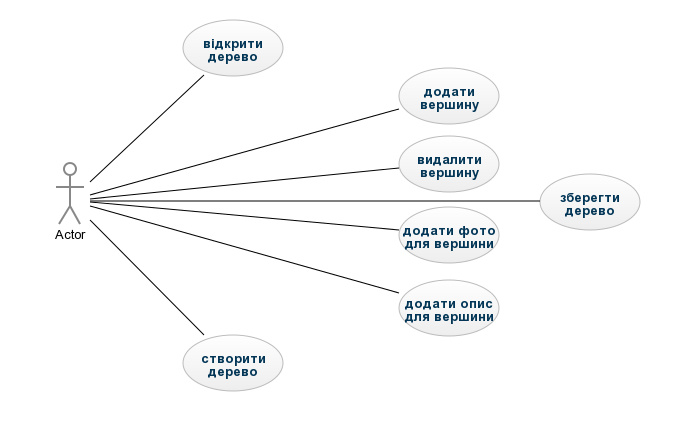 відкрити
дерево
додати
вершину
видалити
вершину
зберегти
дерево
додати фото
для вершини
Actor
додати опис
для вершини
створити
дерево